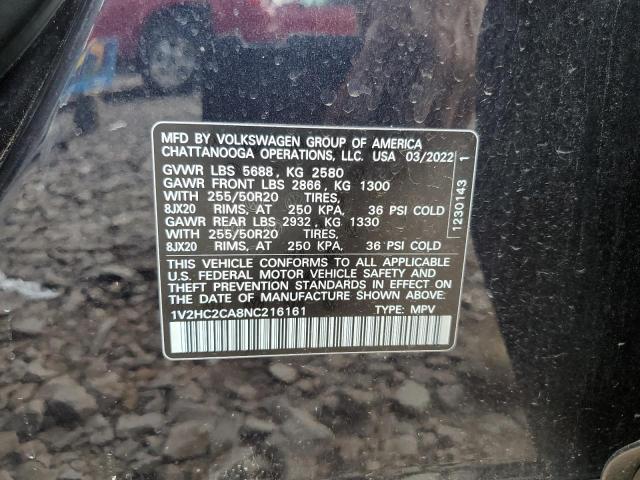 MFD BY VOLKSWAGEN GROUP OF AMERICA
CHATTANOOGA OPERATIONS, LLC. USA 03/2022
GVWR LBS 5688, KG 2580
GAWR FRONT LBS 2866, KG 1300
WITH 255/50R20 TIRES,
8JX20 RIMS, AT 250 KPA, 36 PSI COLD
GAWR REAR LBS 2932, KG 1330
WITH 255/50R20 TIRES,
8JX20 RIMS, AT 250 KPA, 36 PSI COLD
THIS VEHICLE CONFORMS TO ALL APPLICABLE
U.S. FEDERAL MOTOR VEHICLE SAFETY AND
THEFT PREVENTION STANDARDS IN EFFECT ON
THE DATE OF MANUFACTURE SHOWN ABOVE.
1V2HC2CA8NC216161 TYPE: MPV
1230143 1